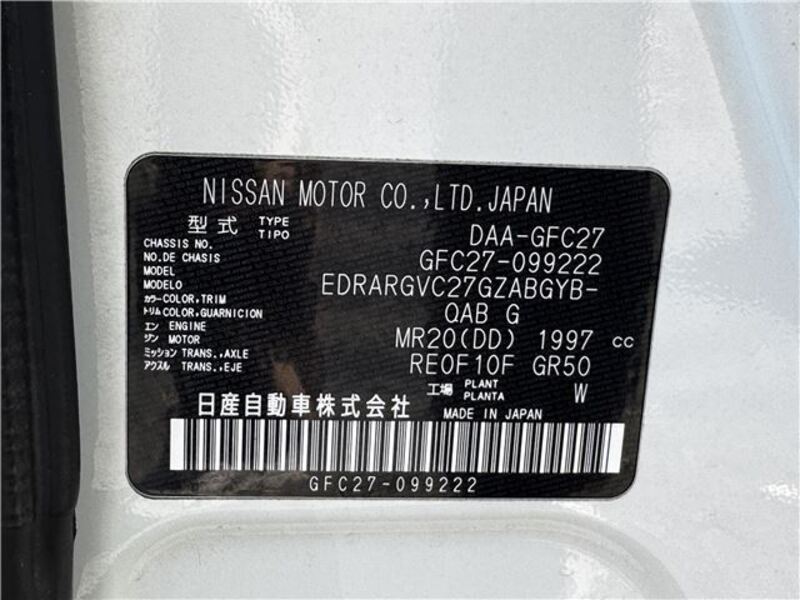 NISSAN MOTOR CO.,LTD.JAPAN
型式 TYPE TIPO DAA-GFC27
CHASSIS NO. NO.DE CHASIS GFC27-099222
MODEL MODELO EDRARGVC27GZABGYB-
カラー COLOR,TRIM トリム COLOR,GUARNICION QAB G
エン ENGINE ジン MOTOR MR20(DD) 1997 cc
ミッション TRANS.,AXLE アクスル TRANS.,EJE RE0F10F GR50
工場 PLANT PLANTA W
日産自動車株式会社 MADE IN JAPAN
GFC27-099222